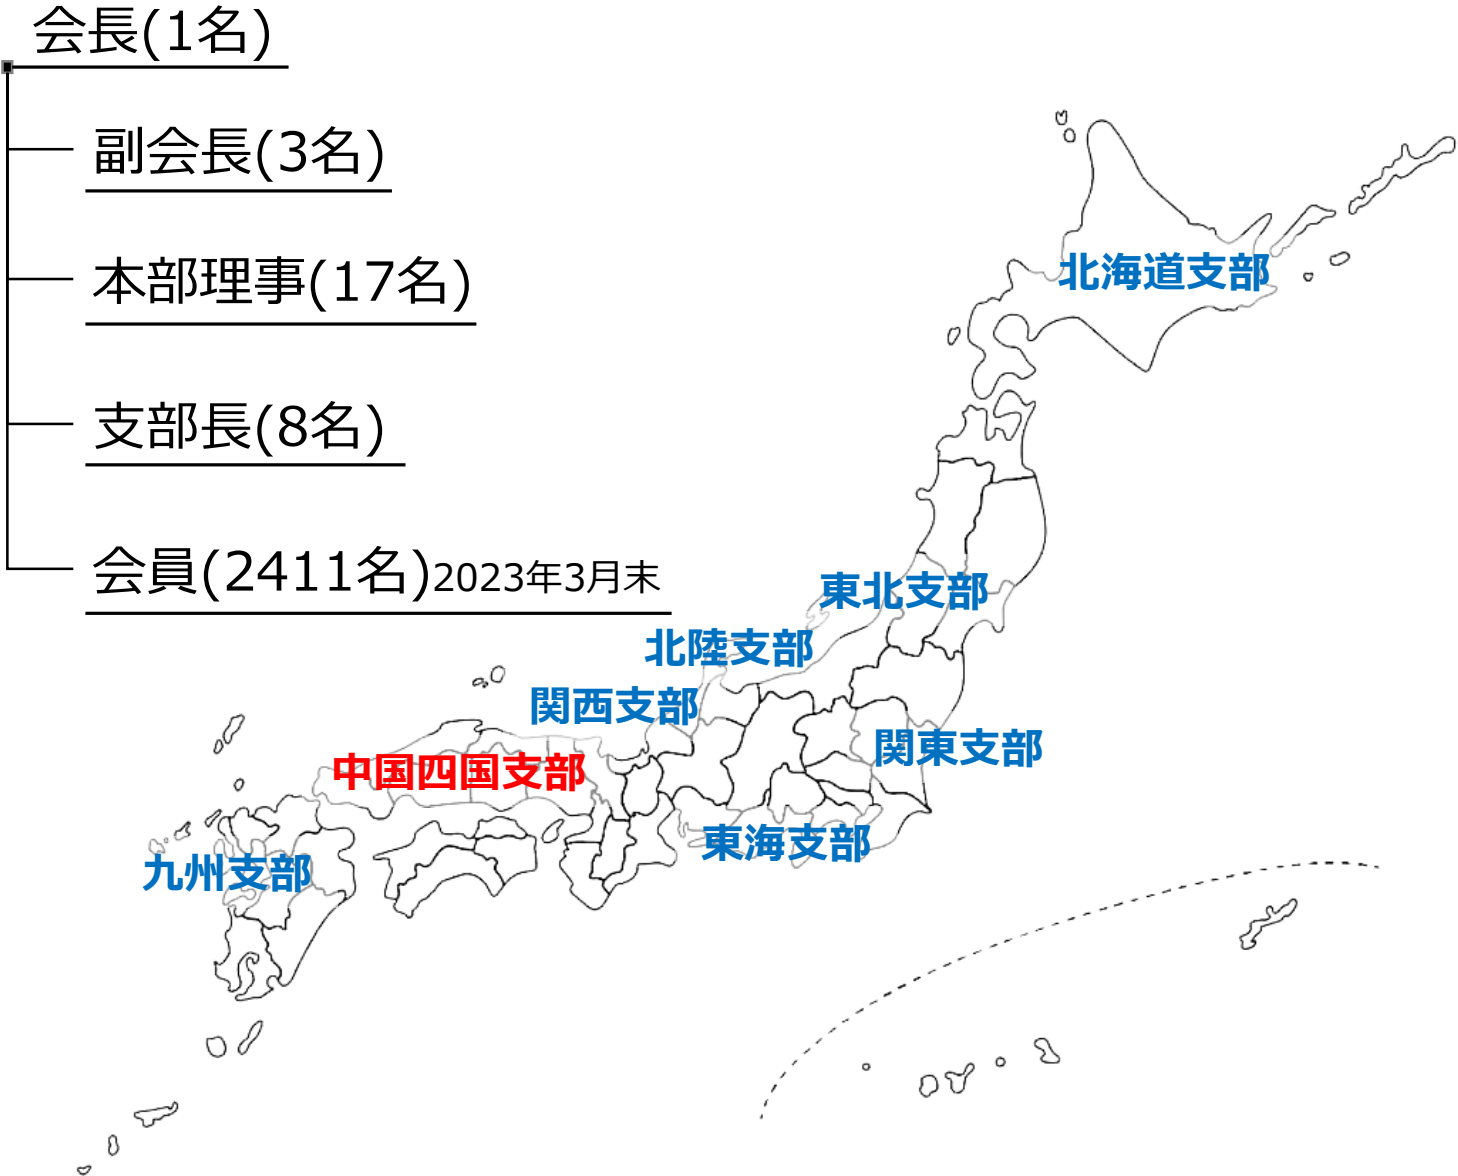 会長(1名)
副会長(3名)
本部理事(17名)
支部長(8名)
会員(2411名)2023年3月末
北海道支部
東北支部
北陸支部
関西支部
関東支部
中国四国支部
東海支部
九州支部